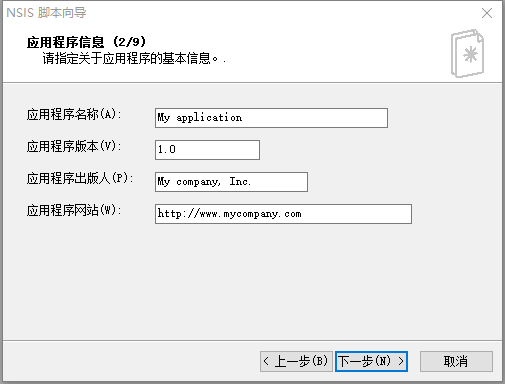 NSIS 脚本向导
应用程序信息 (2/9)
请指定关于应用程序的基本信息。.
应用程序名称(A): My application
应用程序版本(V): 1.0
应用程序出版人(P): My company, Inc.
应用程序网站(W): http://www.mycompany.com
< 上一步(B) 下一步(N) > 取消